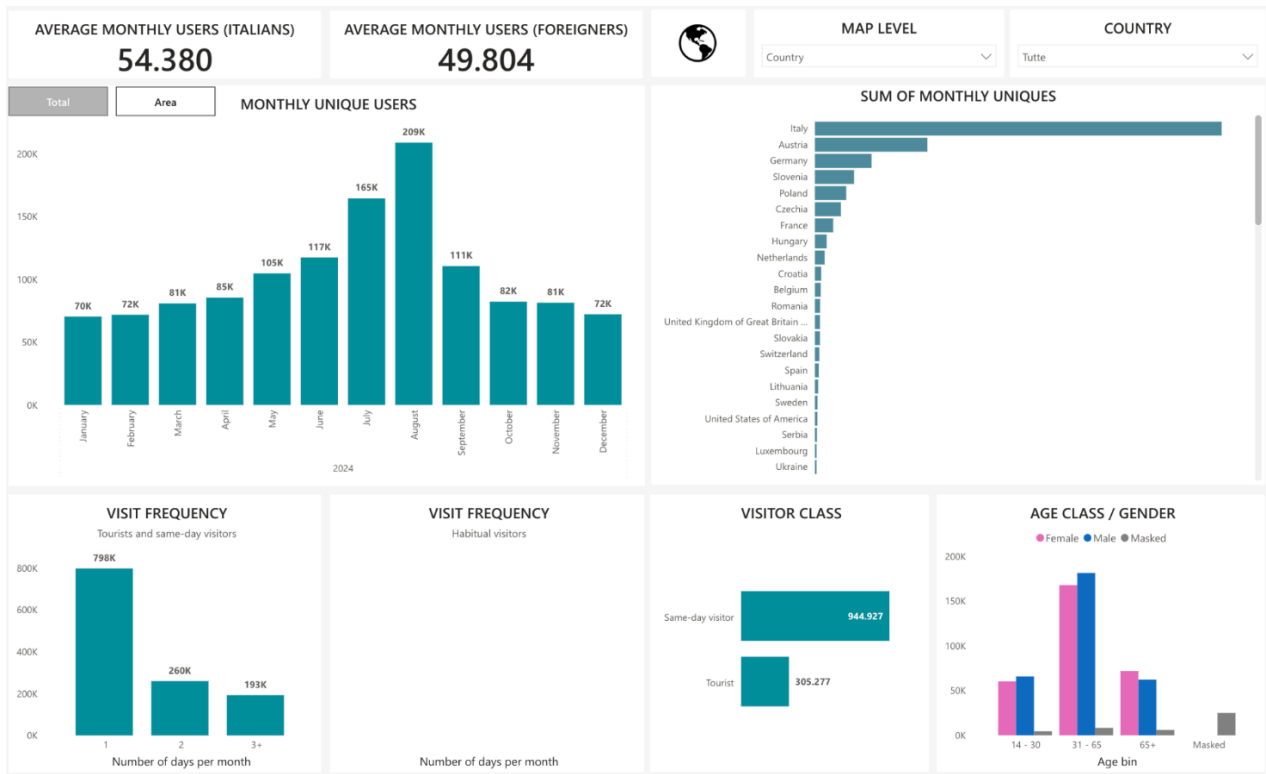 AVERAGE MONTHLY USERS (ITALIANS)
54.380
AVERAGE MONTHLY USERS (FOREIGNERS)
49.804
MAP LEVEL
Country
COUNTRY
Tutte
Total
Area
MONTHLY UNIQUE USERS
200K
150K
100K
50K
0K
70K
72K
81K
85K
105K
117K
165K
209K
111K
82K
81K
72K
January
February
March
April
May
June
July
August
September
October
November
December
2024
SUM OF MONTHLY UNIQUES
Italy
Austria
Germany
Slovenia
Poland
Czechia
France
Hungary
Netherlands
Croatia
Belgium
Romania
United Kingdom of Great Britain ...
Slovakia
Switzerland
Spain
Lithuania
Sweden
United States of America
Serbia
Luxembourg
Ukraine
VISIT FREQUENCY
Tourists and same-day visitors
800K
600K
400K
200K
0K
798K
260K
193K
1
2
3+
Number of days per month
VISIT FREQUENCY
Habitual visitors
Number of days per month
VISITOR CLASS
Same-day visitor
944.927
Tourist
305.277
AGE CLASS / GENDER
Female Male Masked
200K
150K
100K
50K
0K
14 - 30
31 - 65
65+
Masked
Age bin